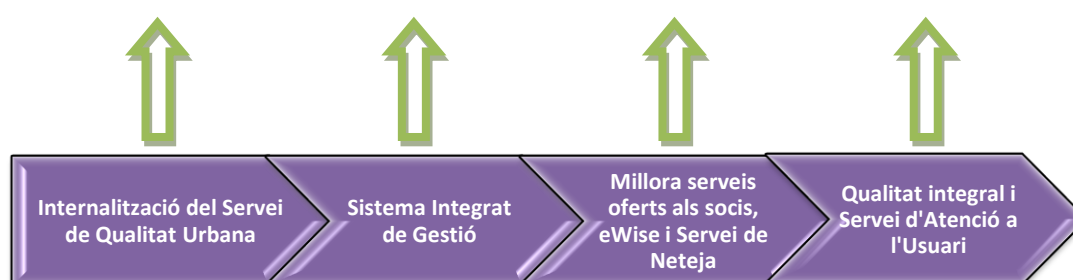 Internalització del Servei
de Qualitat Urbana
Sistema Integrat
de Gestió
Millora serveis
oferts als socis,
eWise i Servei de
Neteja
Qualitat integral i
Servei d'Atenció a
l'Usuari